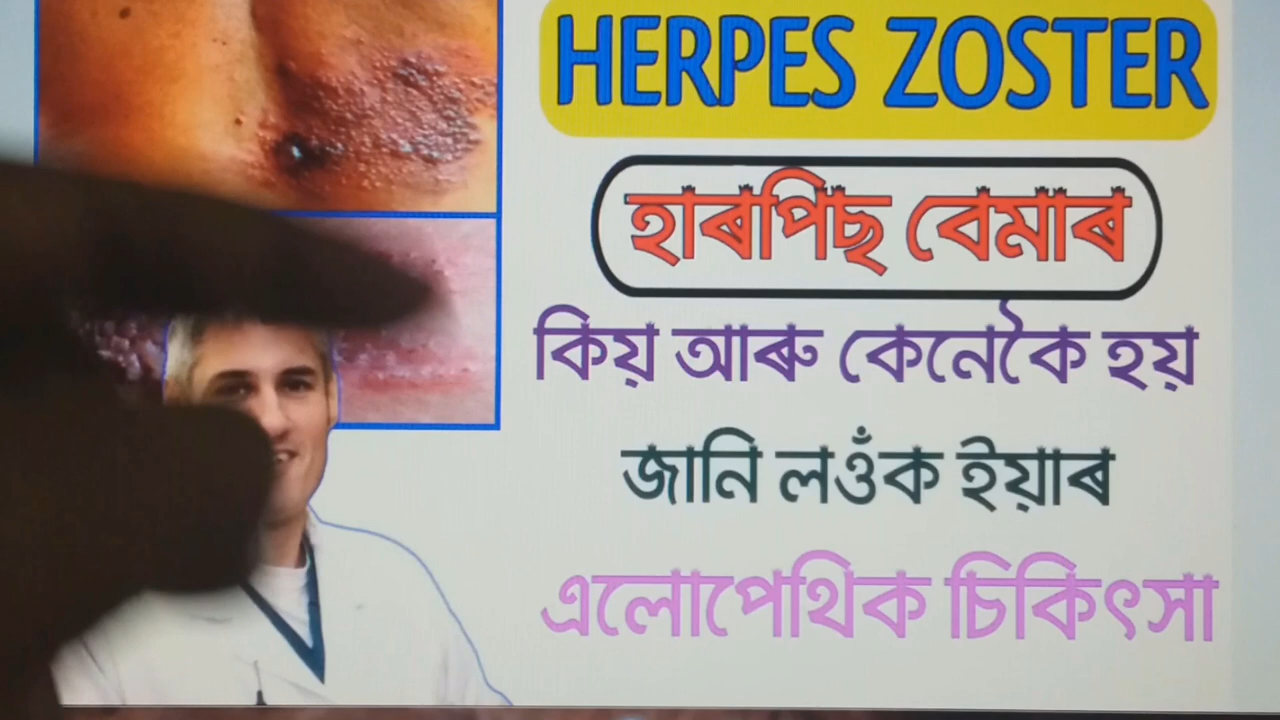 HERPES ZOSTER
হাৰপিছ বেমাৰ
কিয় আৰু কেনেকৈ হয়
জানি লওঁক ইয়াৰ
এলোপেথিক চিকিৎসা